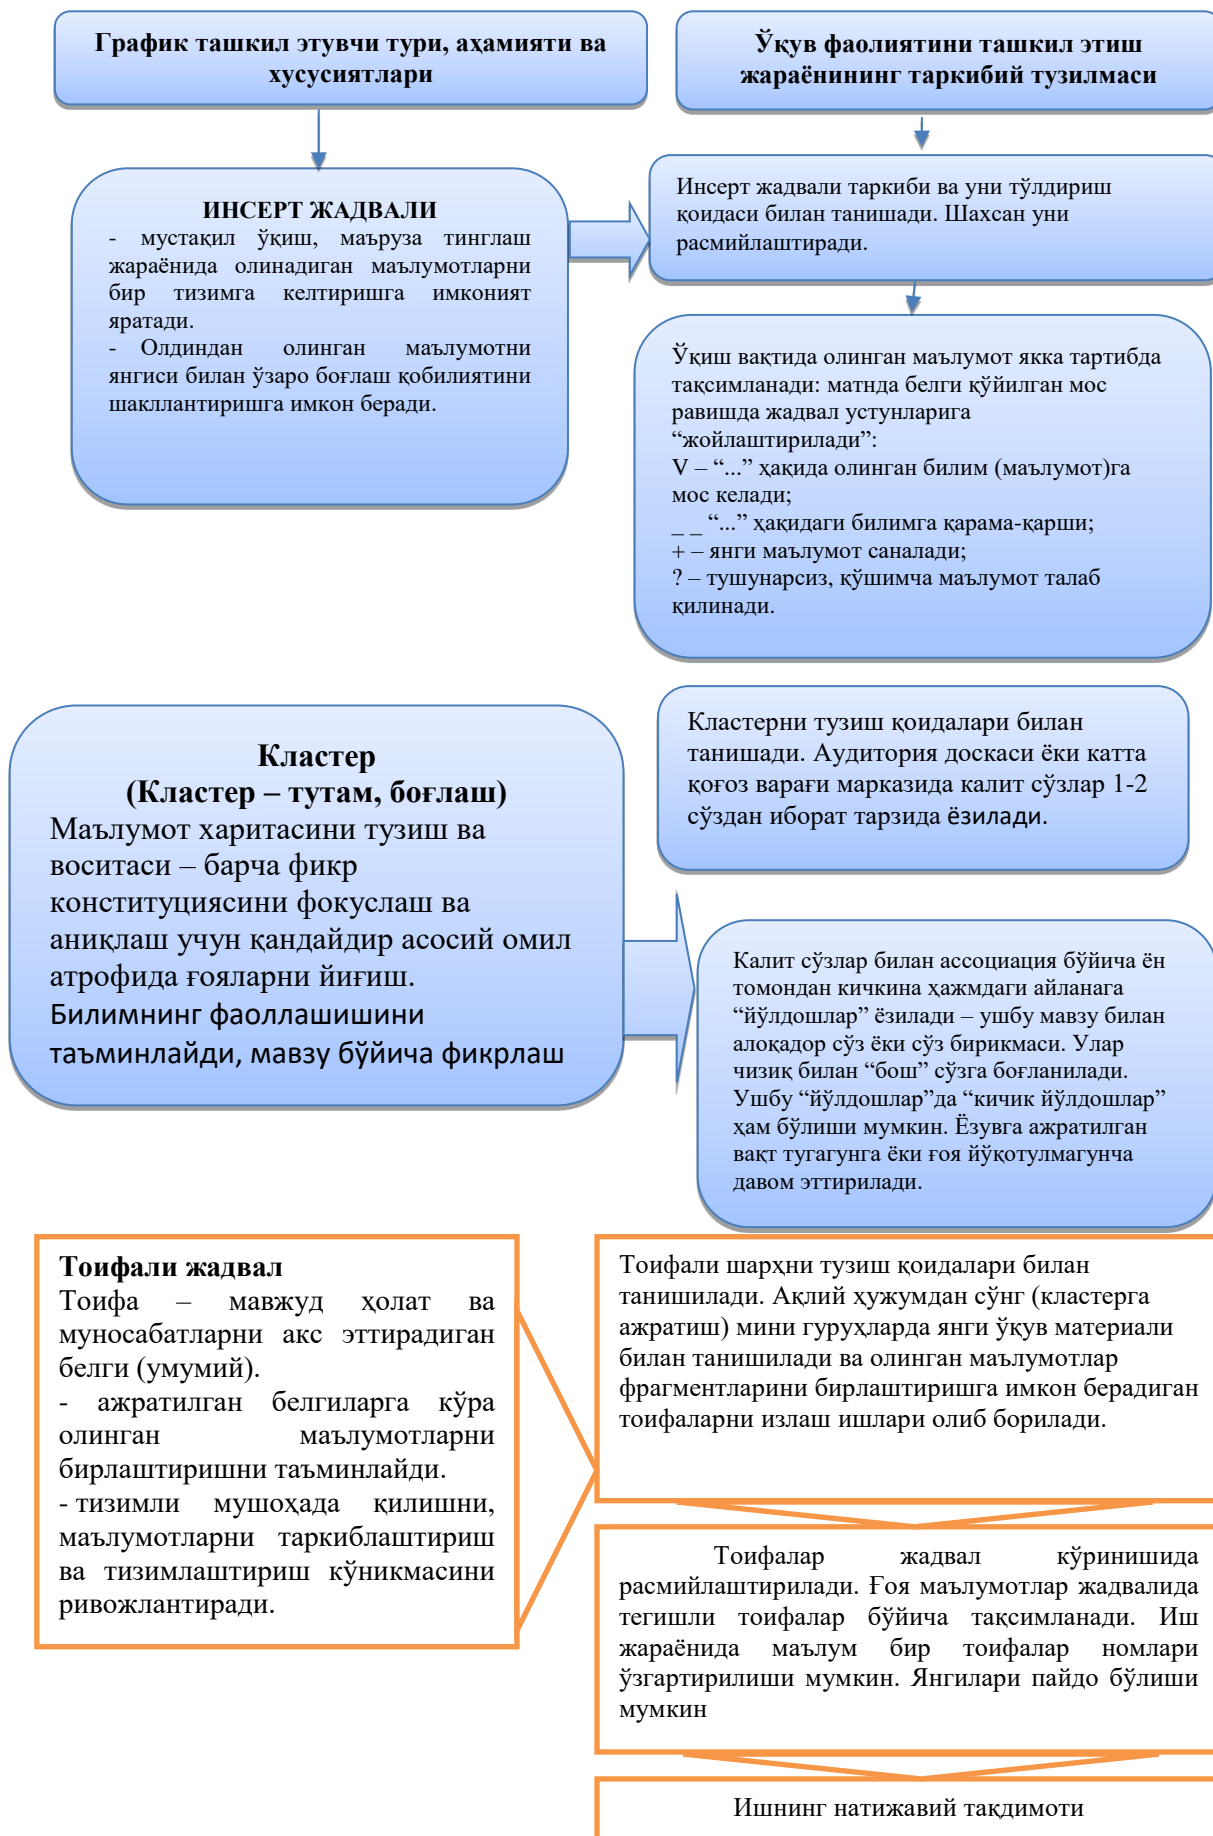 График ташкил этувчи тури, аҳамияти ва
хусусиятлари
Ўқув фаолиятини ташкил этиш
жараёнининг таркибий тузилмаси
ИНСЕРТ ЖАДВАЛИ
- мустақил ўқиш, маъруза тинглаш
жараёнида олинадиган маълумотларни
бир тизимга келтиришга имконият
яратади.
- Олдиндан олинган маълумотни
янгиси билан ўзаро боғлаш қобилиятини
шакллантиришга имкон беради.
Инсерт жадвали таркиби ва уни тўлдириш
қоидаси билан танишади. Шахсан уни
расмийлаштиради.
Ўқиш вақтида олинган маълумот якка тартибда
тақсимланади: матнда белги қўйилган мос
равишда жадвал устунларига
“жойлаштирилади”:
V – “...” ҳақида олинган билим (маълумот)га
мос келади;
_ _ “...” ҳақидаги билимга қарама-қарши;
+ – янги маълумот саналади;
? – тушунарсиз, қўшимча маълумот талаб
қилинади.
Кластер
(Кластер – тутам, боғлаш)
Маълумот харитасини тузиш ва
воситаси – барча фикр
конституциясини фокуслаш ва
аниқлаш учун қандайдир асосий омил
атрофида ғояларни йиғиш.
Билимнинг фаоллашишини
таъминлайди, мавзу бўйича фикрлаш
Кластерни тузиш қоидалари билан
танишади. Аудитория доскаси ёки катта
қоғоз варағи марказида калит сўзлар 1-2
сўздан иборат тарзида ёзилади.
Калит сўзлар билан ассоциация бўйича ён
томондан кичкина ҳажмдаги айланага
“йўлдошлар” ёзилади – ушбу мавзу билан
алоқадор сўз ёки сўз бирикмаси. Улар
чизиқ билан “бош” сўзга боғланилади.
Ушбу “йўлдошлар”да “кичик йўлдошлар”
ҳам бўлиши мумкин. Ёзувга ажратилган
вақт тугагунга ёки ғоя йўқотулмагунча
давом эттирилади.
Тоифали жадвал
Тоифа – мавжуд ҳолат ва
муносабатларни акс эттирадиган
белги (умумий).
- ажратилган белгиларга кўра
олинган маълумотларни
бирлаштиришни таъминлайди.
- тизимли мушоҳада қилишни,
маълумотларни таркиблаштириш
ва тизимлаштириш кўникмасини
ривожлантиради.
Тоифали шарҳни тузиш қоидалари билан
танишилади. Ақлий ҳужумдан сўнг (кластерга
ажратиш) мини гуруҳларда янги ўқув материали
билан танишилади ва олинган маълумотлар
фрагментларини бирлаштиришга имкон берадиган
тоифаларни излаш ишлари олиб борилади.
Тоифалар жадвал кўринишида
расмийлаштирилади. Ғоя маълумотлар жадвалида
тегишли тоифалар бўйича тақсимланади. Иш
жараёнида маълум бир тоифалар номлари
ўзгартирилиши мумкин. Янгилари пайдо бўлиши
мумкин
Ишнинг натижавий тақдимоти